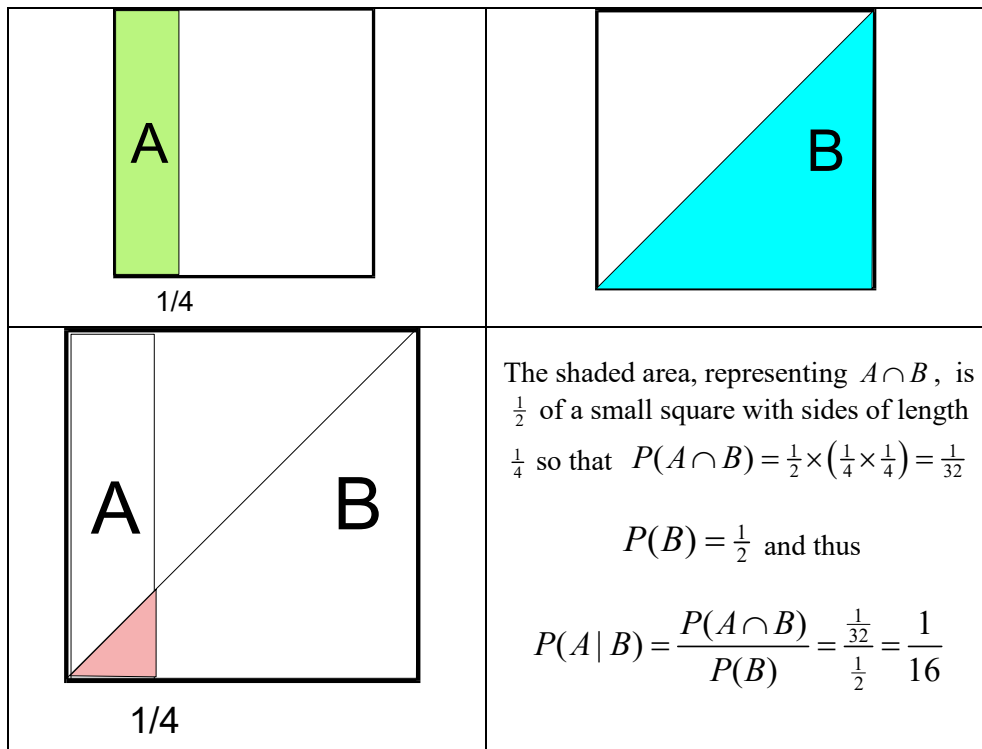 A
1/4
B
A
B
1/4
The shaded area, representing A ∩ B , is
1/2 of a small square with sides of length
1/4 so that P(A ∩ B) = 1/2 × (1/4 × 1/4) = 1/32
P(B) = 1/2 and thus
P(A | B) = P(A ∩ B) / P(B) = (1/32) / (1/2) = 1/16